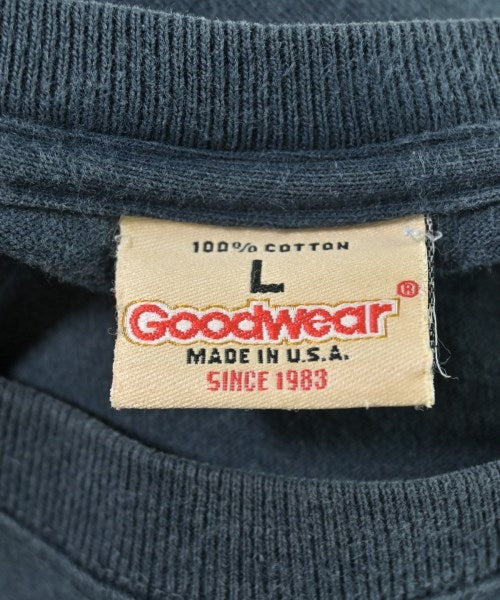 100% COTTON
L
Goodwear®
MADE IN U.S.A.
SINCE 1983